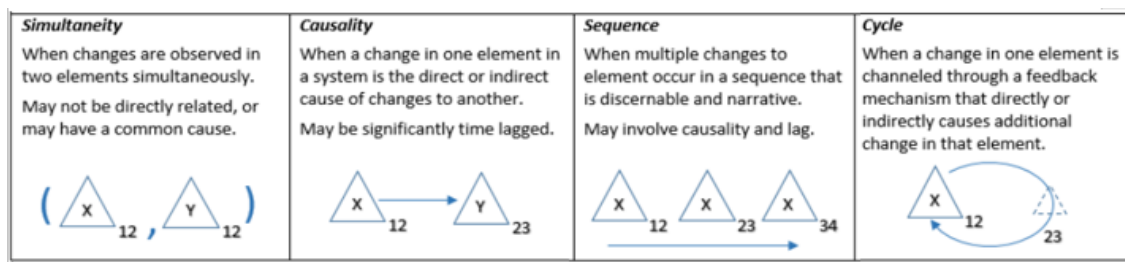 Simultaneity
When changes are observed in
two elements simultaneously.
May not be directly related, or
may have a common cause.
( X 12 , Y 12 )
Causality
When a change in one element in
a system is the direct or indirect
cause of changes to another.
May be significantly time lagged.
X 12 Y 23
Sequence
When multiple changes to
element occur in a sequence that
is discernable and narrative.
May involve causality and lag.
X 12 X 23 X 34
Cycle
When a change in one element is
channeled through a feedback
mechanism that directly or
indirectly causes additional
change in that element.
X 12 23